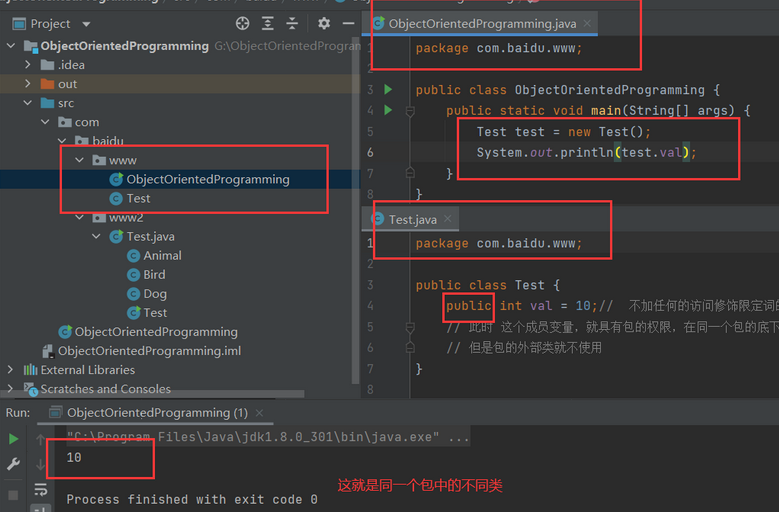 Project
ObjectOrientedProgramming G:\ObjectOrientedProgram
.idea
out
src
com
baidu
www
ObjectOrientedProgramming
Test
www2
Test.java
Animal
Bird
Dog
Test
ObjectOrientedProgramming
ObjectOrientedProgramming.iml
External Libraries
Scratches and Consoles
ObjectOrientedProgramming.java
1 package com.baidu.www;
2
3 public class ObjectOrientedProgramming {
4 public static void main(String[] args) {
5 Test test = new Test();
6 System.out.println(test.val);
7 }
8 }
Test.java
1 package com.baidu.www;
2
3 public class Test {
4 public int val = 10;// 不加任何的访问修饰限定词的
5 // 此时 这个成员变量，就具有包的权限，在同一个包的底下
6 // 但是包的外部类就不使用
7 }
8
Run: ObjectOrientedProgramming (1)
"C:\Program Files\Java\jdk1.8.0_301\bin\java.exe" ...
10
Process finished with exit code 0
这就是同一个包中的不同类